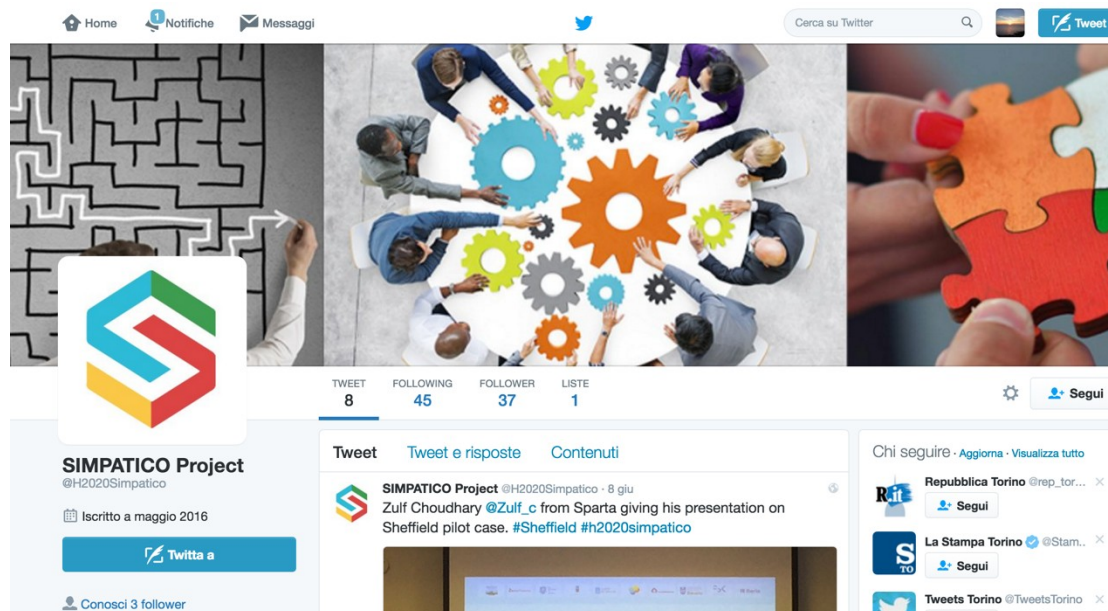 Home
1
Notifiche
Messaggi
Cerca su Twitter
Tweet
TWEET
8
FOLLOWING
45
FOLLOWER
37
LISTE
1
Segui
SIMPATICO Project
@H2020Simpatico
Iscritto a maggio 2016
Twitta a
Conosci 3 follower
Tweet
Tweet e risposte
Contenuti
SIMPATICO Project @H2020Simpatico · 8 giu
Zulf Choudhary @Zulf_c from Sparta giving his presentation on
Sheffield pilot case. #Sheffield #h2020simpatico
Chi seguire · Aggiorna · Visualizza tutto
R.it
Repubblica Torino @rep_tor...
Segui
S
TO
La Stampa Torino @Stam..
Segui
Tweets Torino @TweetsTorino